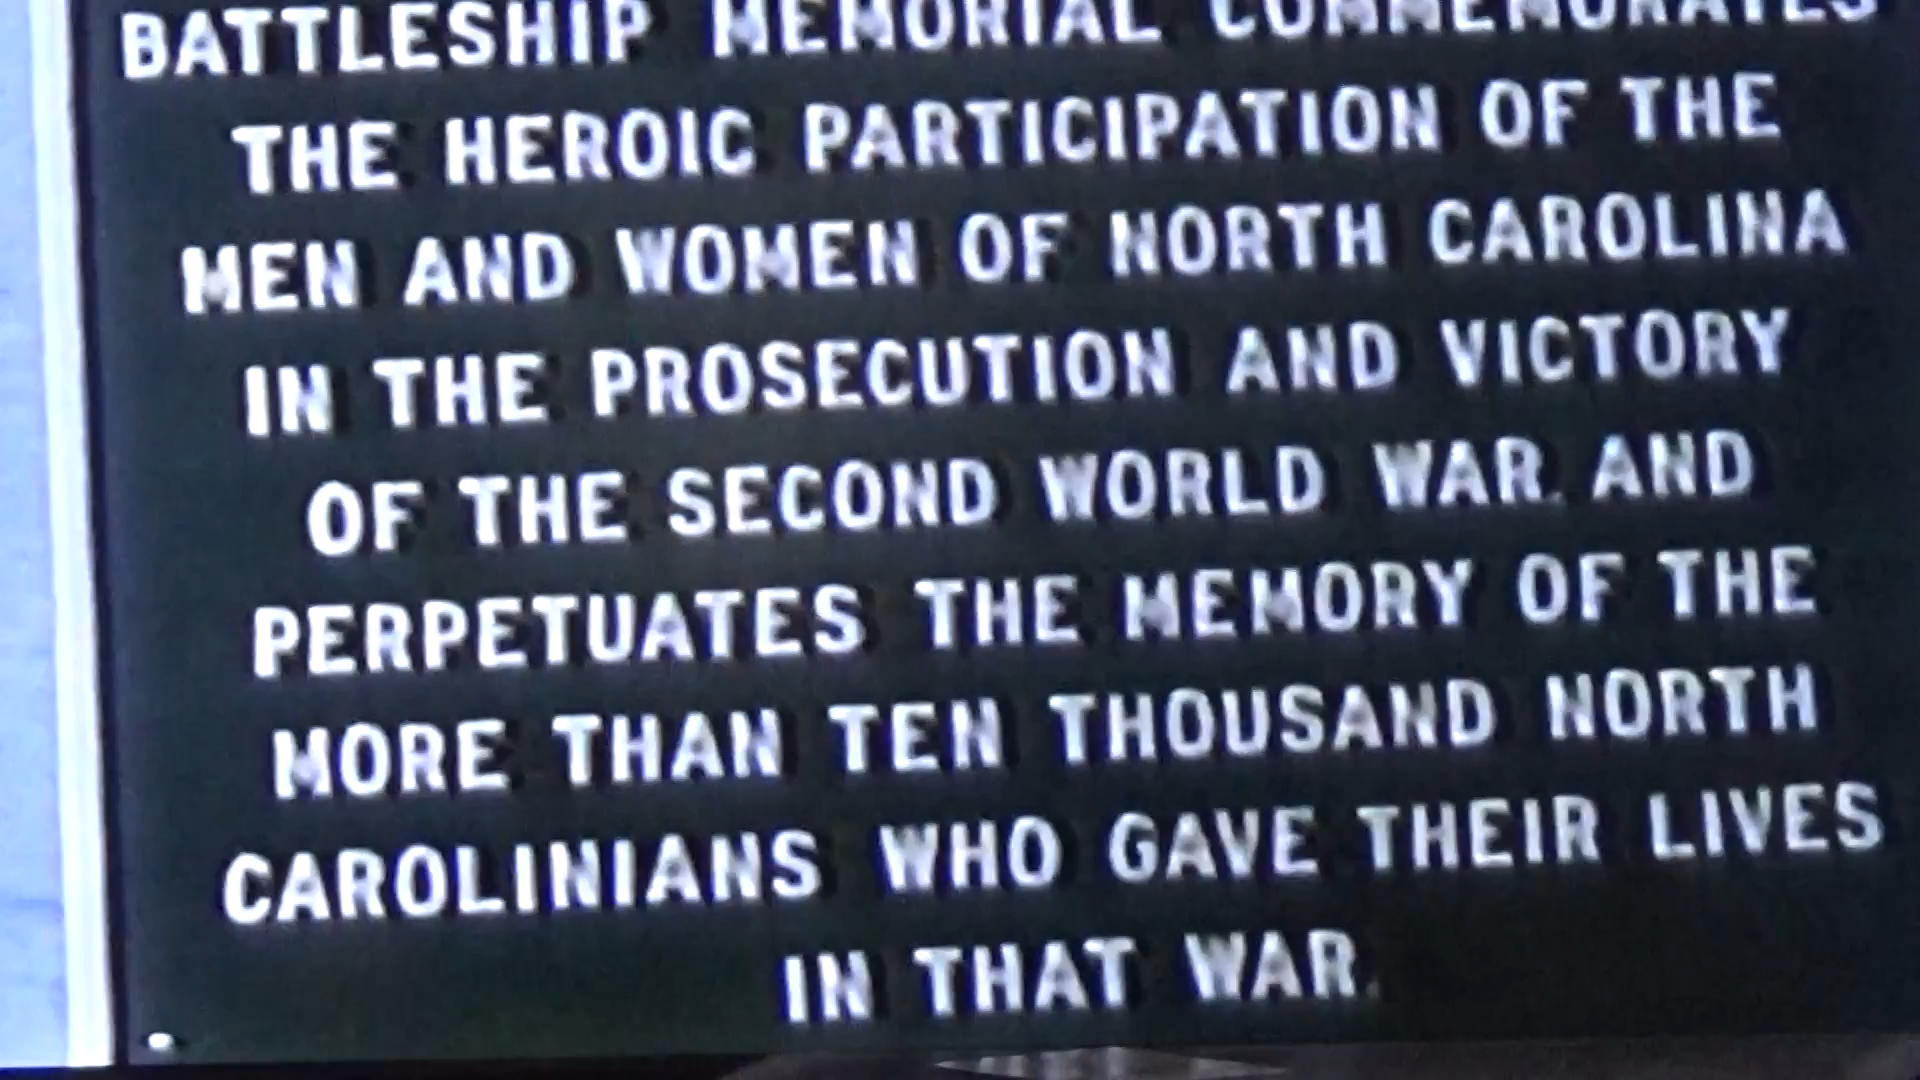 BATTLESHIP MEMORIAL COMMEMORATES
THE HEROIC PARTICIPATION OF THE
MEN AND WOMEN OF NORTH CAROLINA
IN THE PROSECUTION AND VICTORY
OF THE SECOND WORLD WAR, AND
PERPETUATES THE MEMORY OF THE
MORE THAN TEN THOUSAND NORTH
CAROLINIANS WHO GAVE THEIR LIVES
IN THAT WAR.